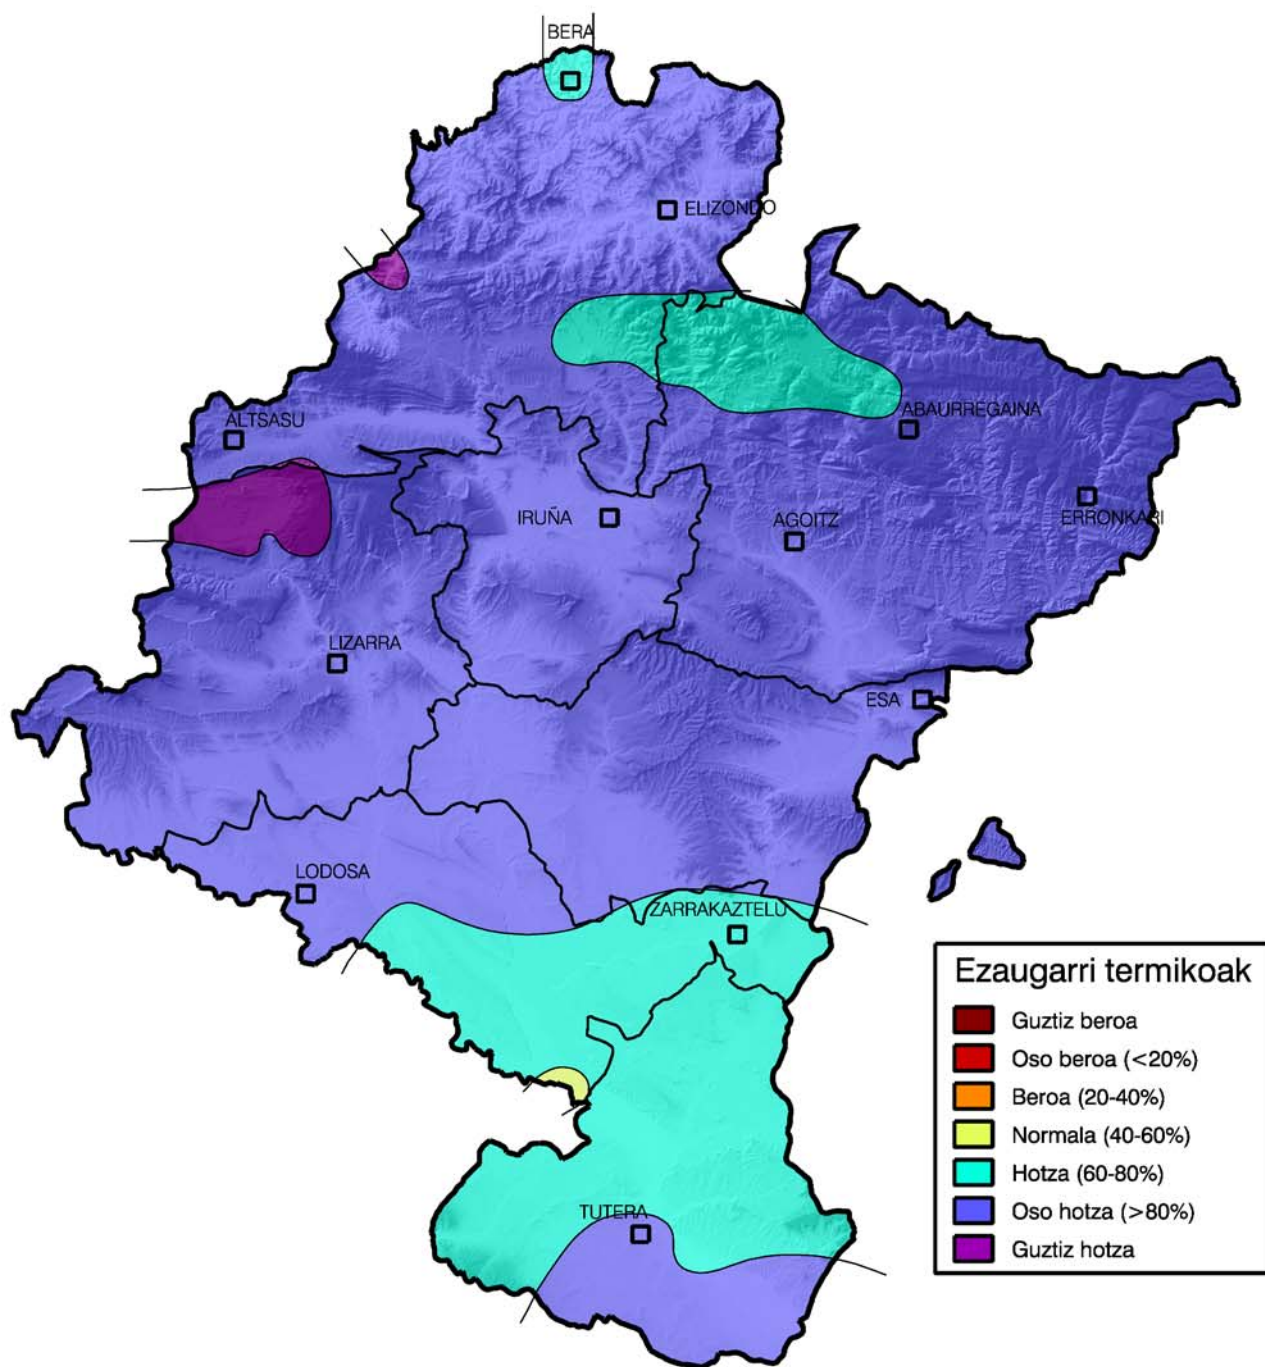 BERA
ELIZONDO
ALTSASU
ABAURREGAINA
IRUÑA
AGOITZ
ERRONKARI
LIZARRA
ESA
LODOSA
ZARRAKAZTELU
TUTERA
Ezaugarri termikoak
Guztiz beroa
Oso beroa (<20%)
Beroa (20-40%)
Normala (40-60%)
Hotza (60-80%)
Oso hotza (>80%)
Guztiz hotza